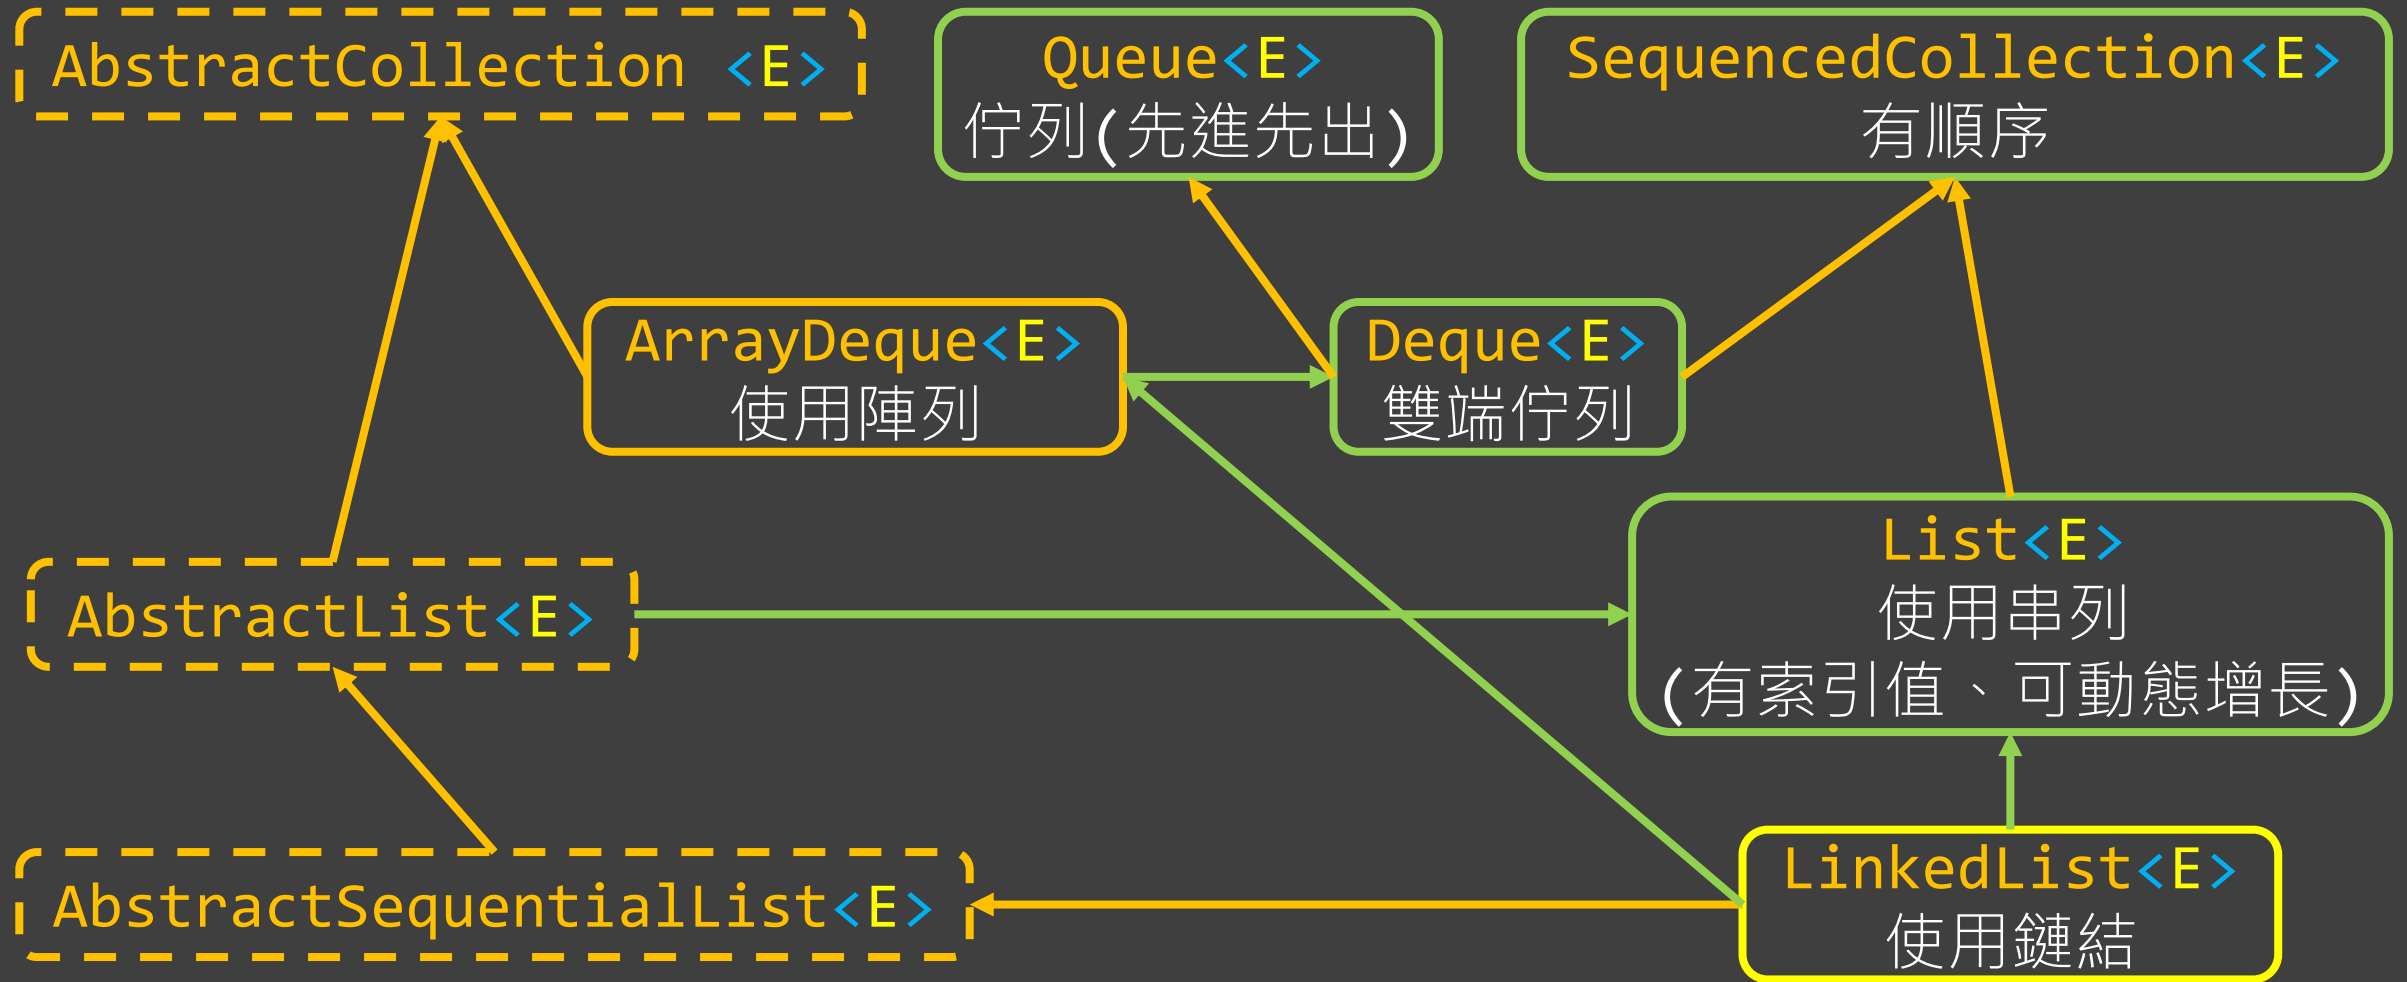 AbstractCollection <E>
Queue<E>
佇列(先進先出)
SequencedCollection<E>
有順序
ArrayDeque<E>
使用陣列
Deque<E>
雙端佇列
List<E>
使用串列
(有索引值、可動態增長)
AbstractList<E>
AbstractSequentialList<E>
LinkedList<E>
使用鏈結